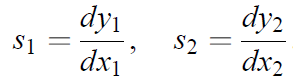 s₁ = dy₁/dx₁, s₂ = dy₂/dx₂